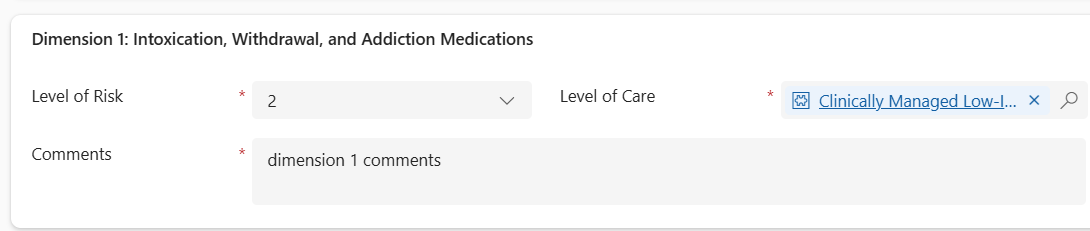 Dimension 1: Intoxication, Withdrawal, and Addiction Medications
Level of Risk * 2 Level of Care * Clinically Managed Low-I...
Comments * dimension 1 comments